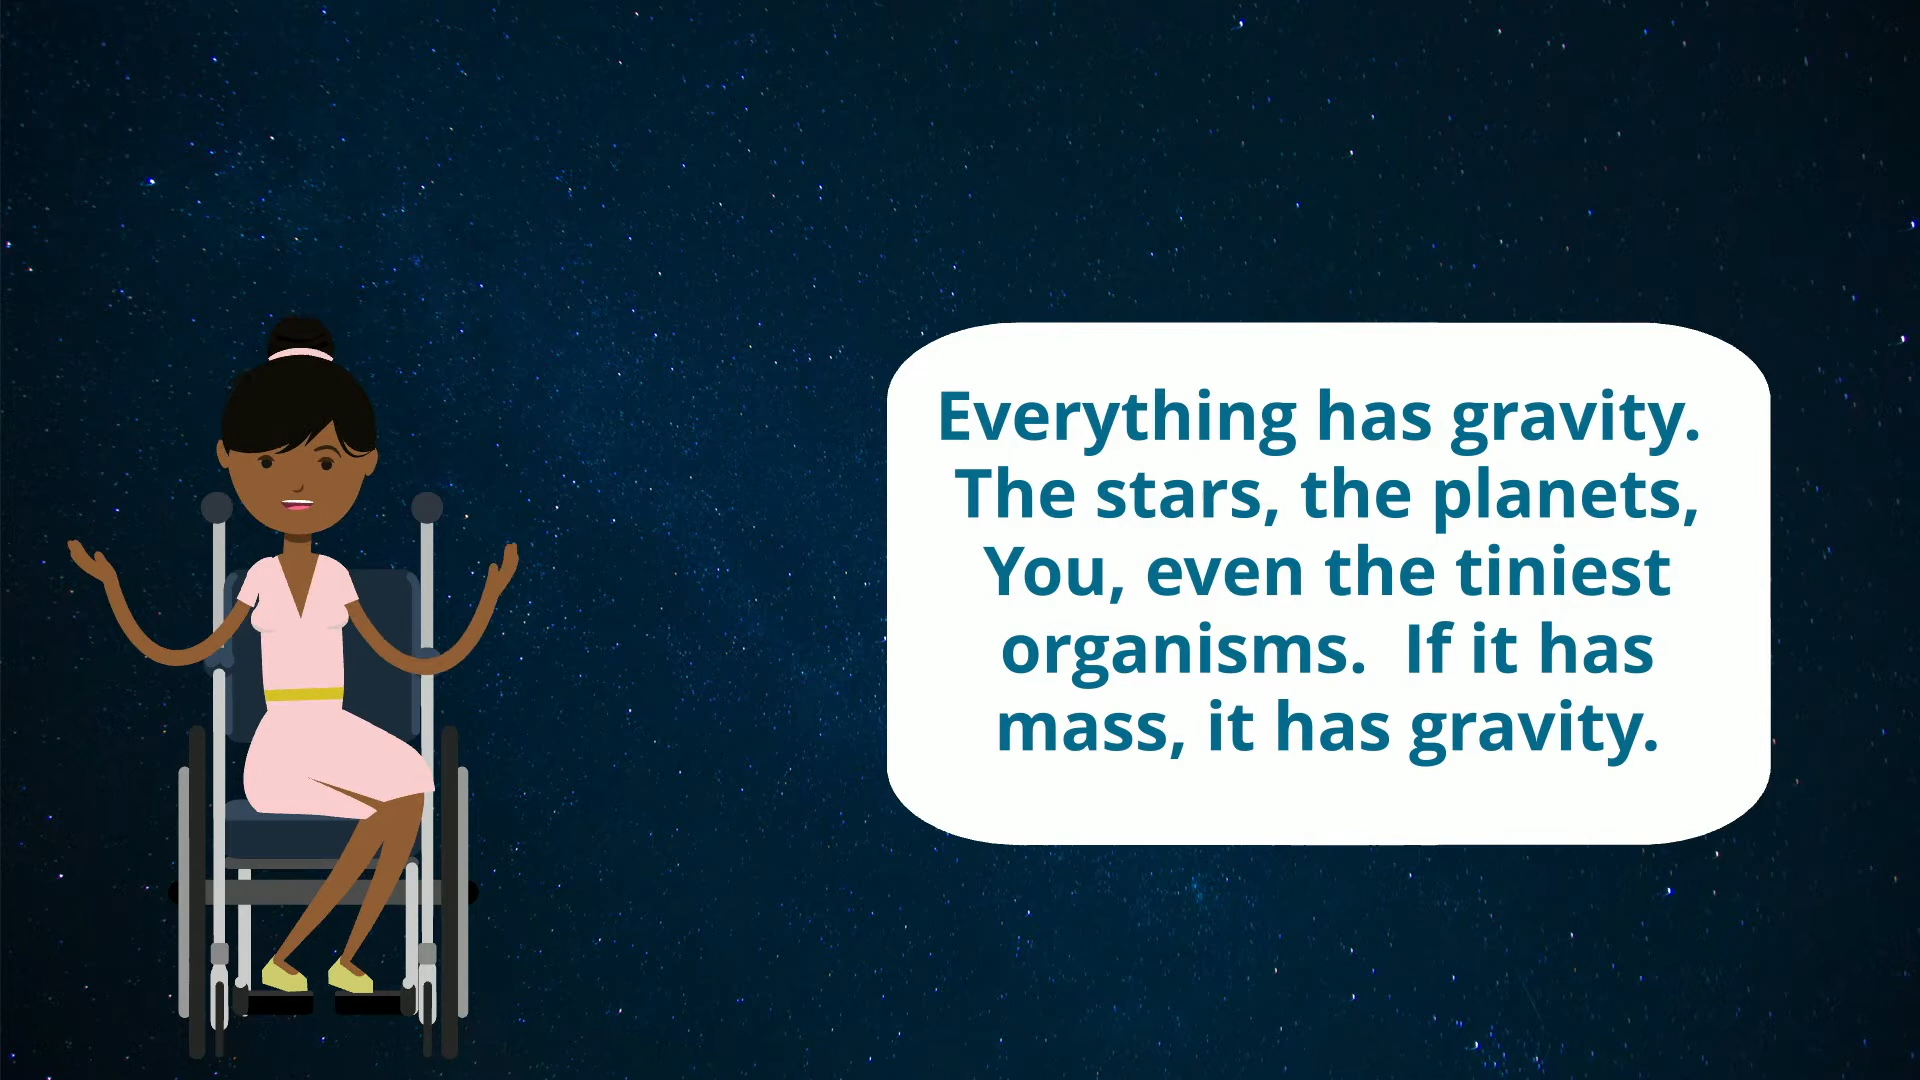 Everything has gravity.
The stars, the planets,
You, even the tiniest
organisms.  If it has
mass, it has gravity.